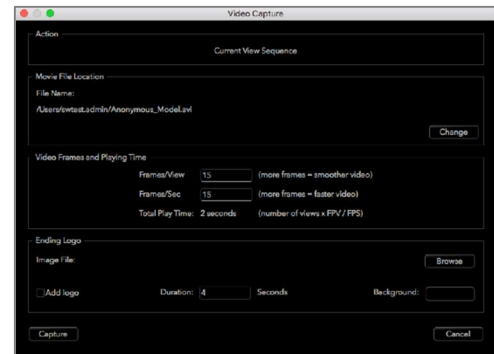 Video Capture
Action
Current View Sequence
Movie File Location
File Name:
/Users/ewtest.admin/Anonymous_Model.avi
Change
Video Frames and Playing Time
Frames/View 15 (more frames = smoother video)
Frames/Sec 15 (more frames = faster video)
Total Play Time: 2 seconds (number of views x FPV / FPS)
Ending Logo
Image File:
Browse
Add logo Duration: 4 Seconds Background:
Capture Cancel